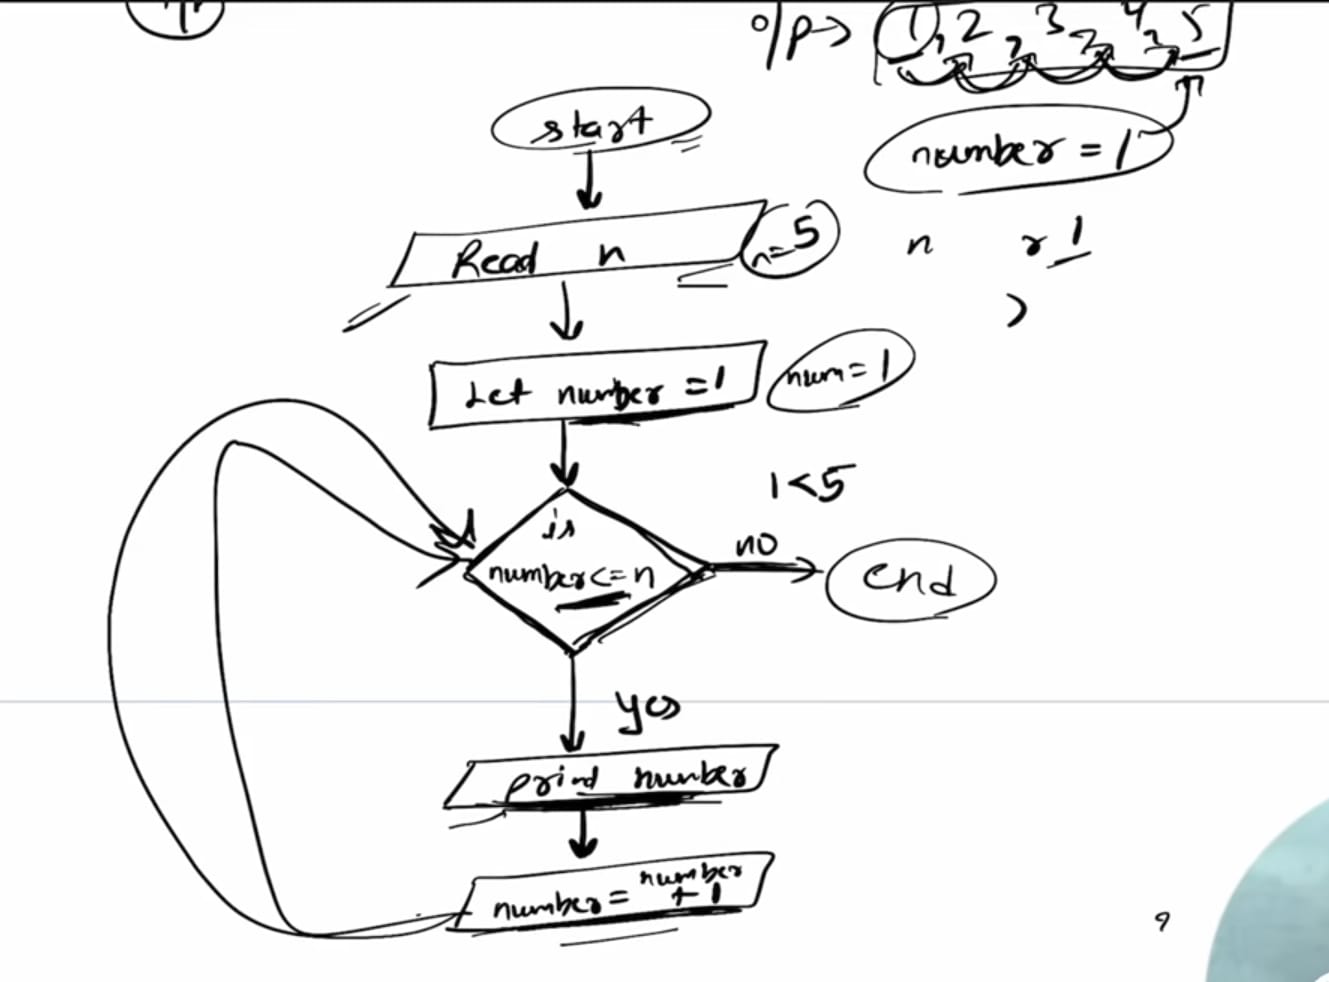 o/p → 1, 2, 3, 4, 5
start
number = 1
Read n
n=5
n r 1
>
Let number = 1
num = 1
1<5
is
number <= n
no
end
yes
print number
number = number
+ 1
9